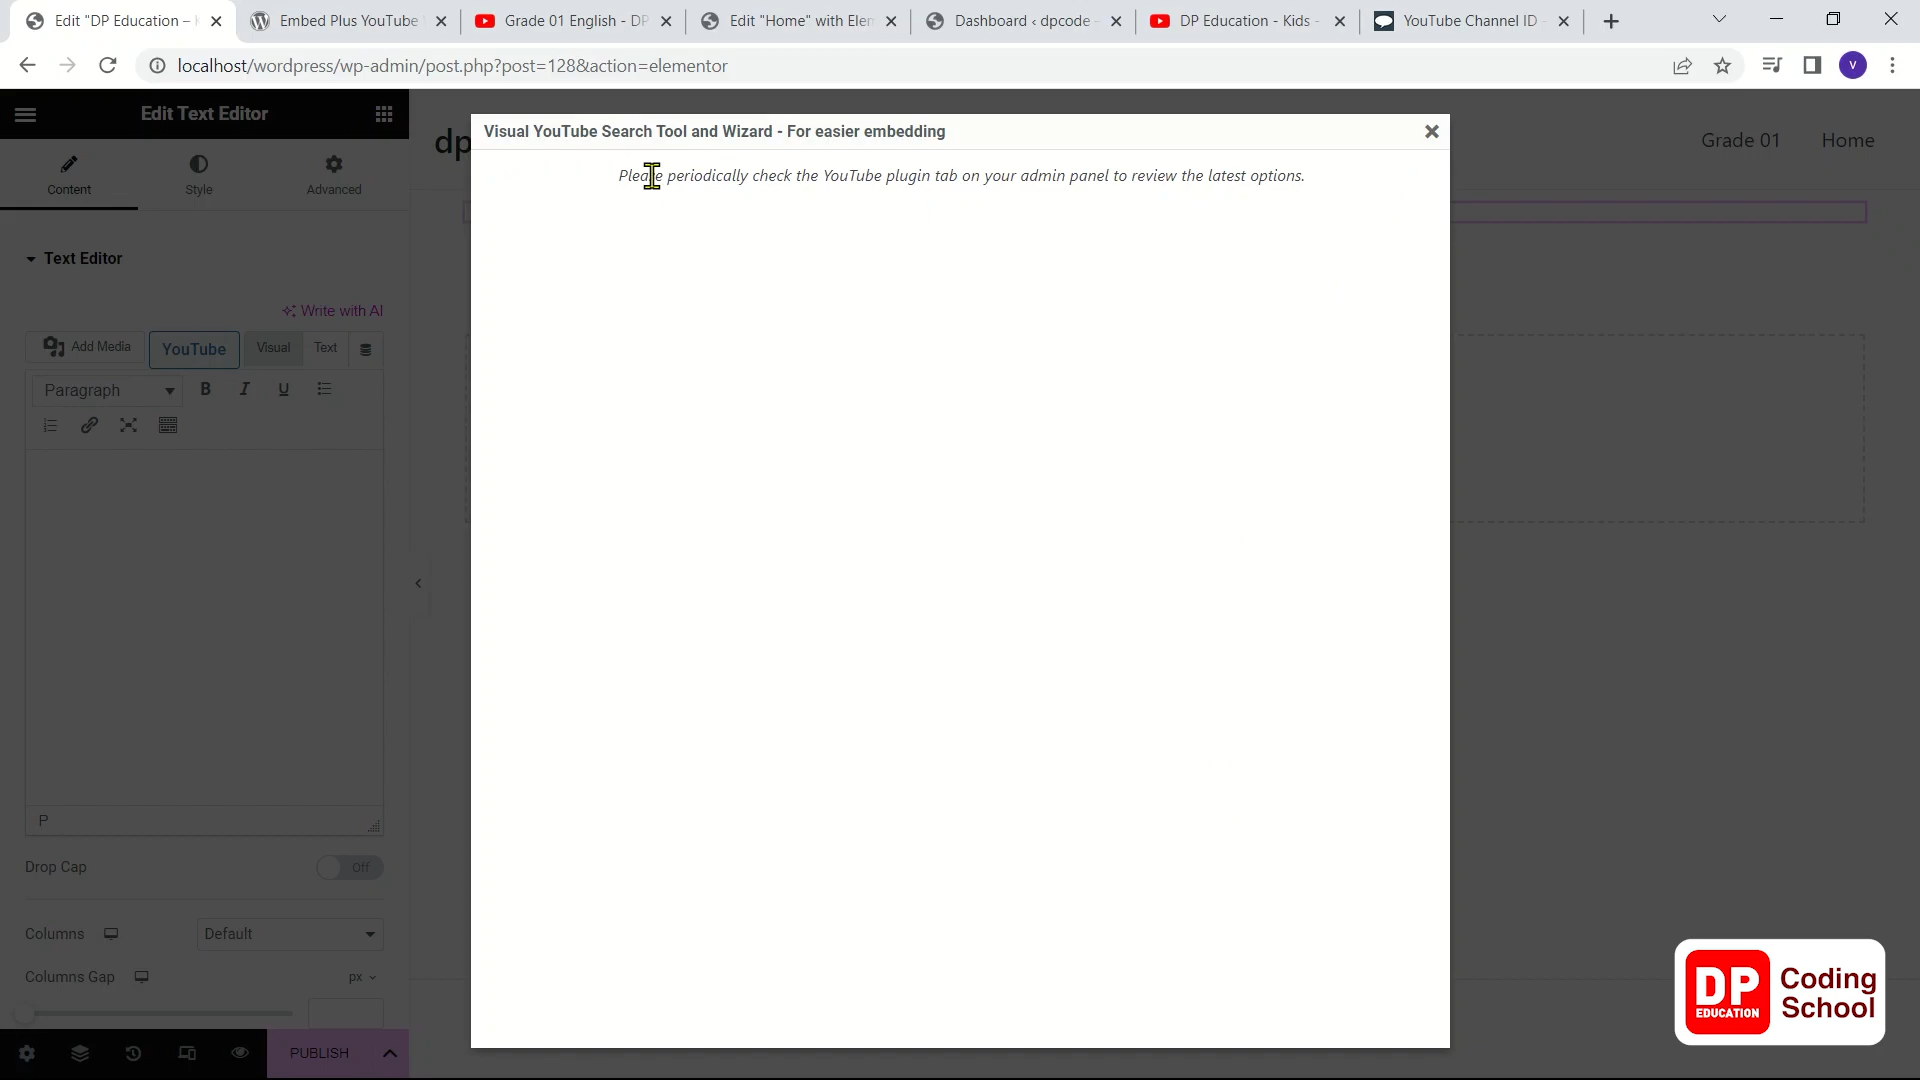 Edit "DP Education –
Embed Plus YouTube
Grade 01 English - DP
Edit "Home" with Elem
Dashboard ‹ dpcode –
DP Education - Kids -
YouTube Channel ID -
localhost/wordpress/wp-admin/post.php?post=128&action=elementor
V
Edit Text Editor
Content
Style
Advanced
Text Editor
Write with AI
Add Media
YouTube
Visual
Text
Paragraph
B
I
U
P
Drop Cap
Off
Columns
Default
Columns Gap
px
PUBLISH
dp
Grade 01
Home
Visual YouTube Search Tool and Wizard - For easier embedding
Please periodically check the YouTube plugin tab on your admin panel to review the latest options.
DP
EDUCATION
Coding
School